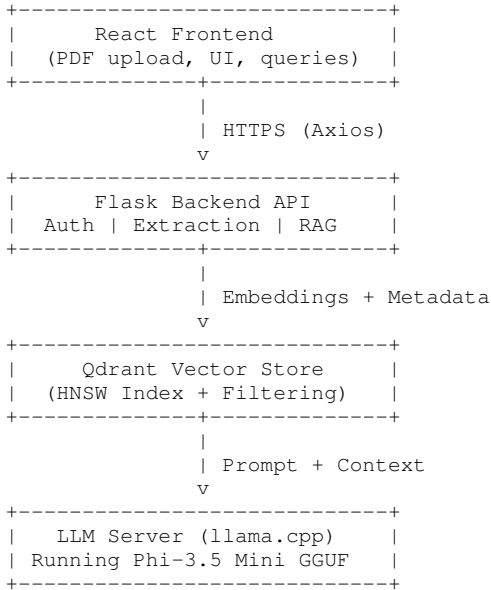 React Frontend
(PDF upload, UI, queries)
HTTPS (Axios)
Flask Backend API
Auth | Extraction | RAG
Embeddings + Metadata
Qdrant Vector Store
(HNSW Index + Filtering)
Prompt + Context
LLM Server (llama.cpp)
Running Phi-3.5 Mini GGUF